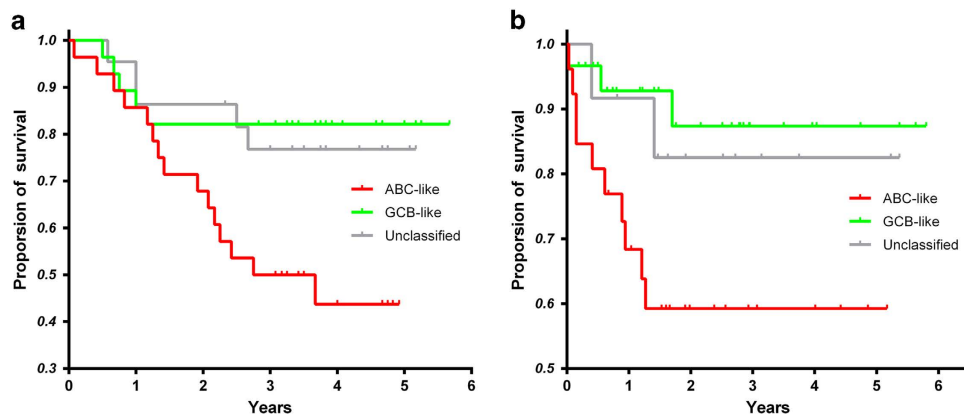 a
Proporsion of survival
1.0
0.9
0.8
0.7
0.6
0.5
0.4
0.3
0 1 2 3 4 5 6
Years
ABC-like
GCB-like
Unclassified
b
Proporsion of survival
1.0
0.9
0.8
0.7
0.6
0.5
0 1 2 3 4 5 6
Years
ABC-like
GCB-like
Unclassified